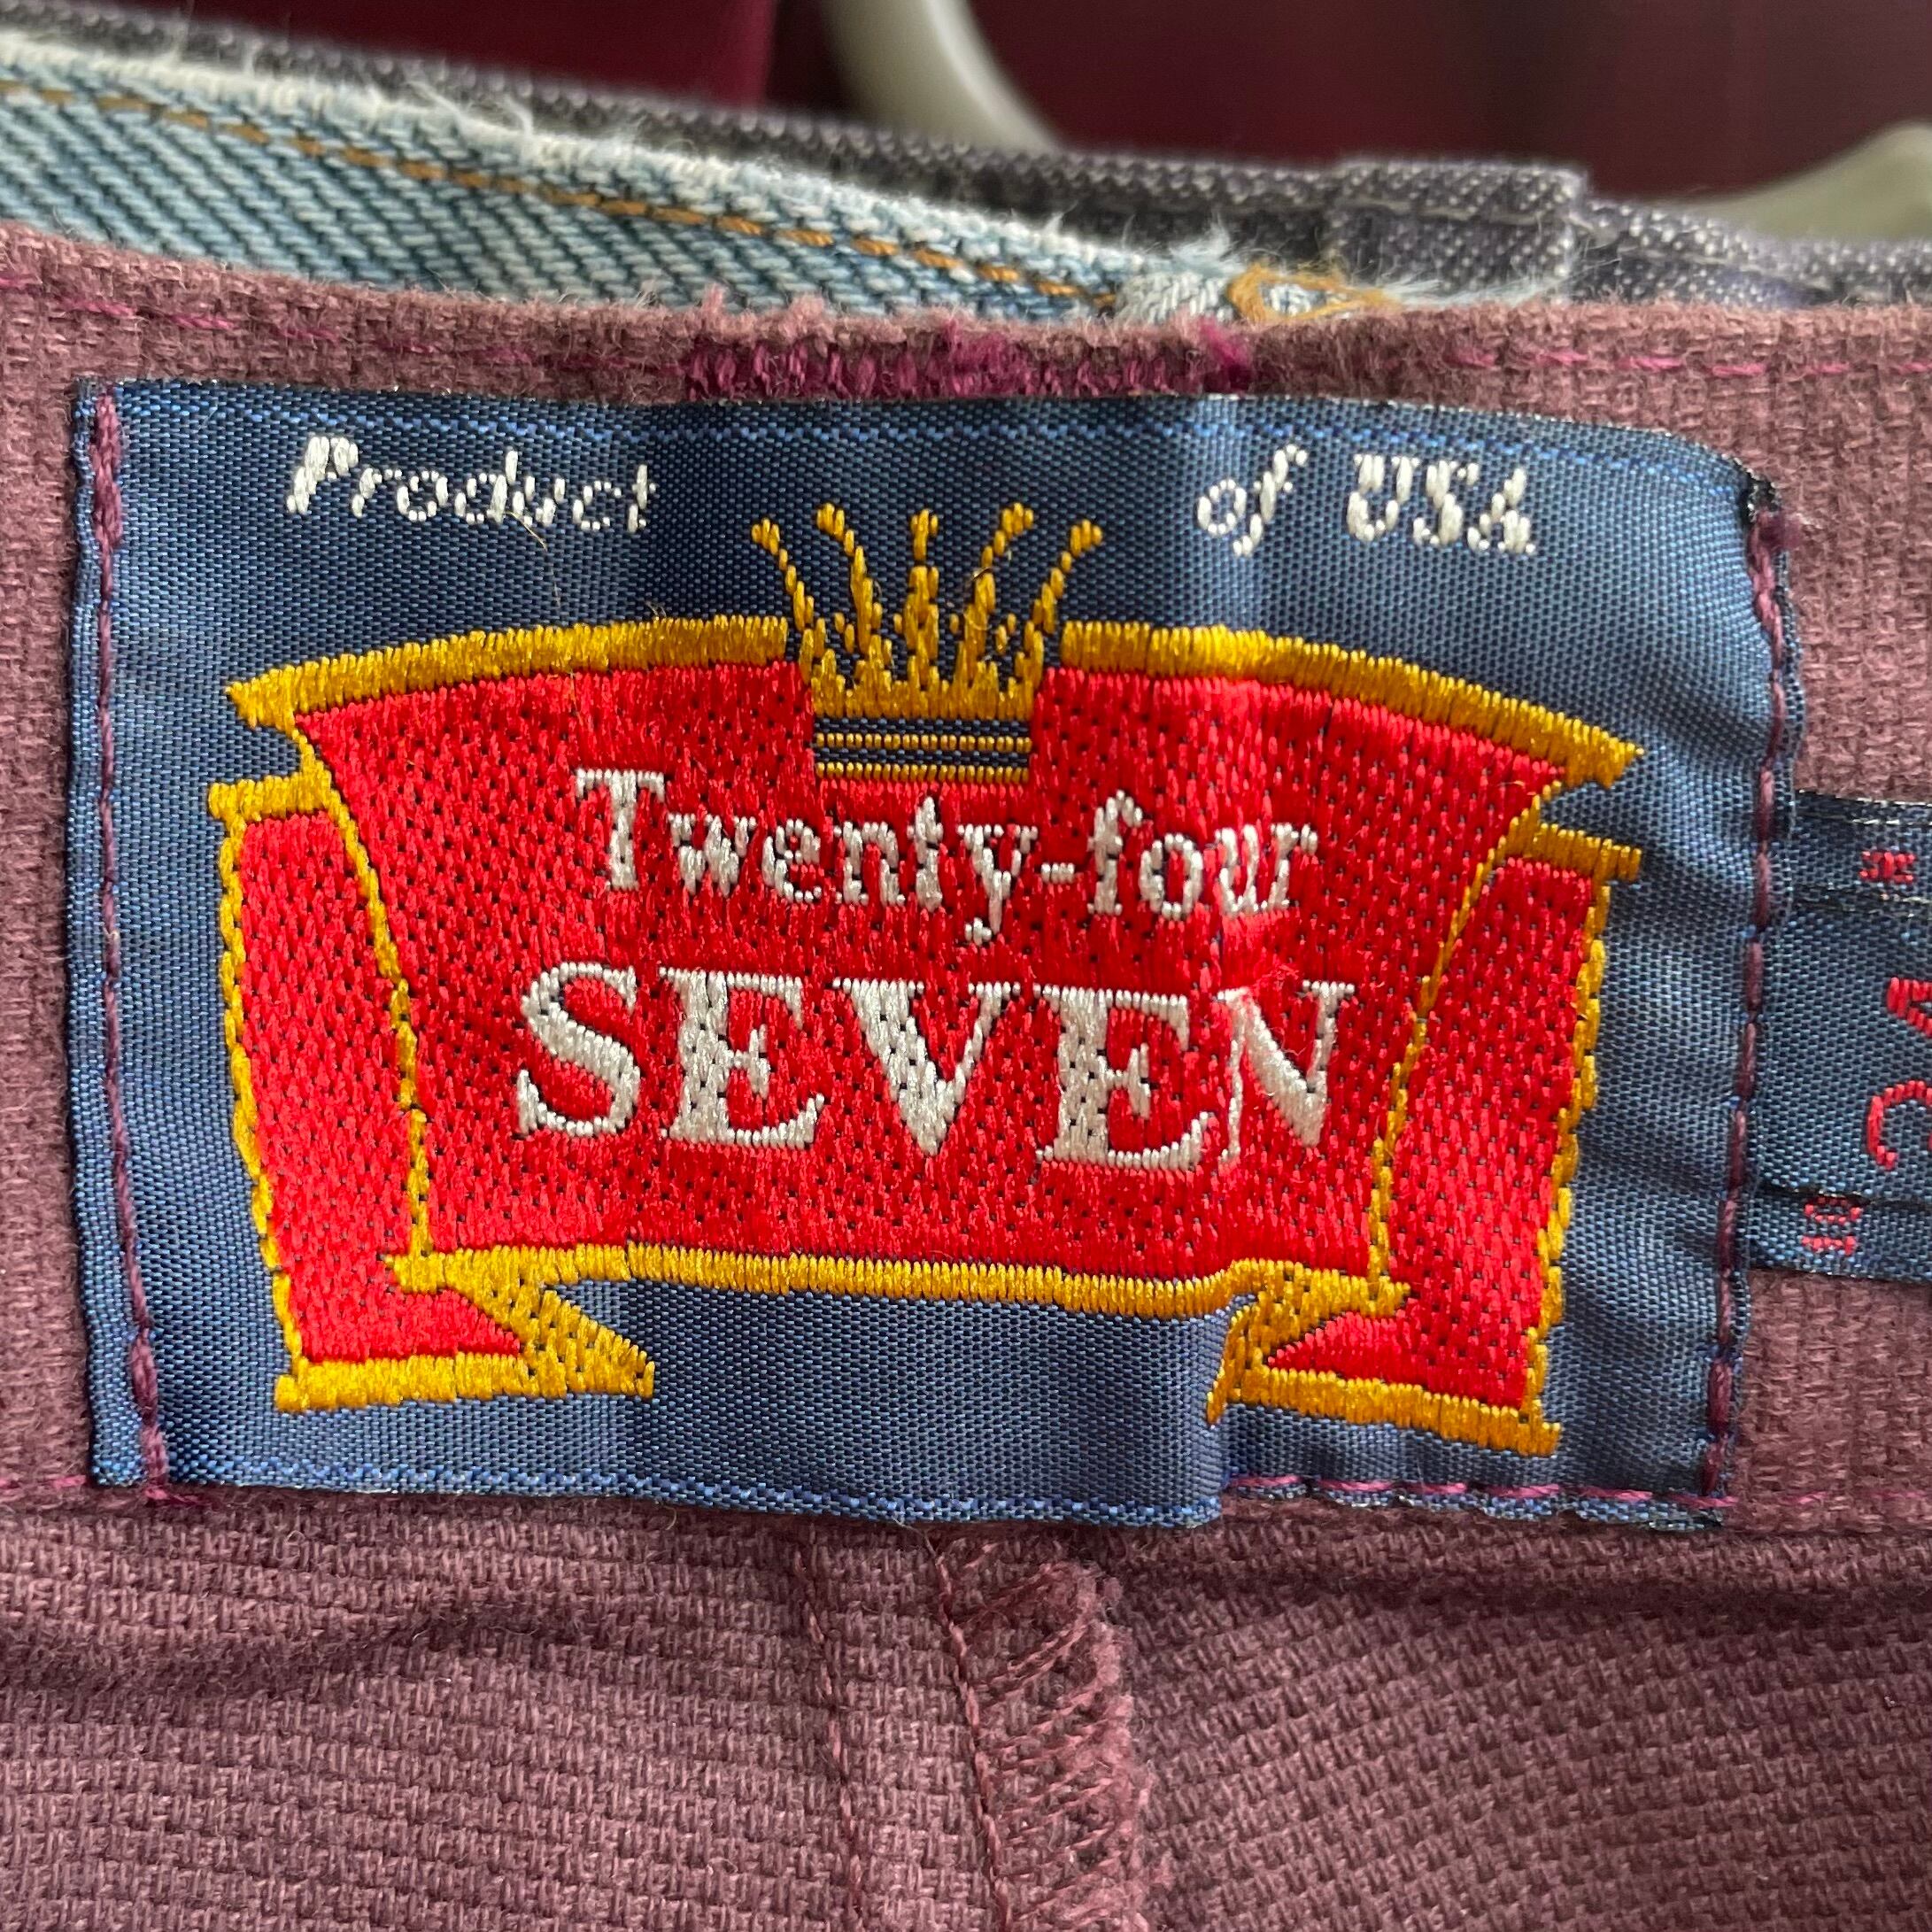 Product of USA
Twenty-four
SEVEN